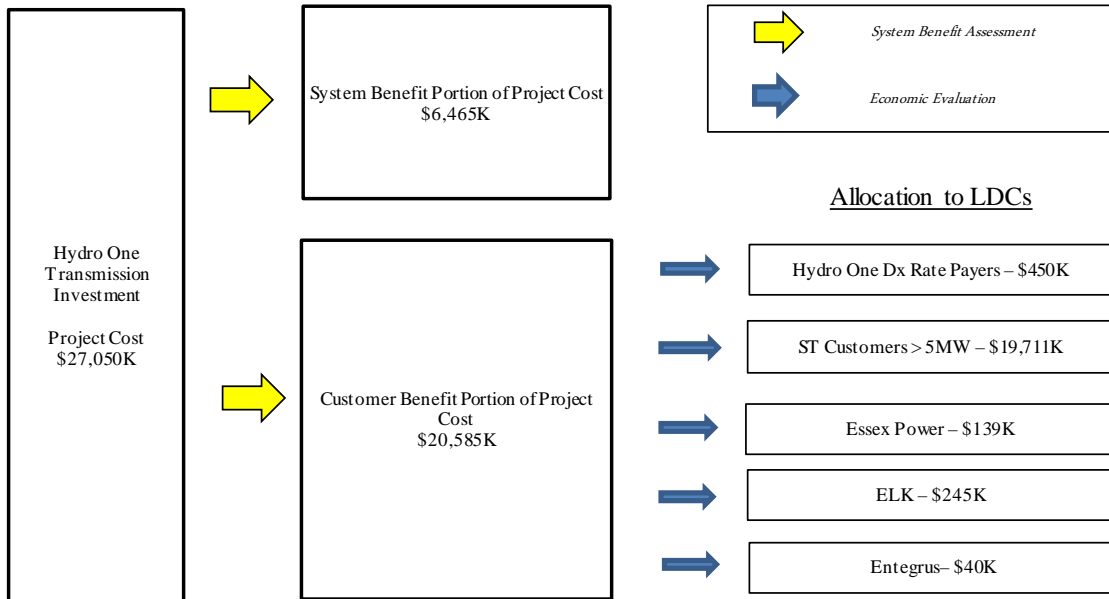 Hydro One
Transmission
Investment
Project Cost
$27,050K
System Benefit Portion of Project Cost
$6,465K
Customer Benefit Portion of Project
Cost
$20,585K
System Benefit Assessment
Economic Evaluation
Allocation to LDCs
Hydro One Dx Rate Payers – $450K
ST Customers > 5MW – $19,711K
Essex Power – $139K
ELK – $245K
Entegrus– $40K